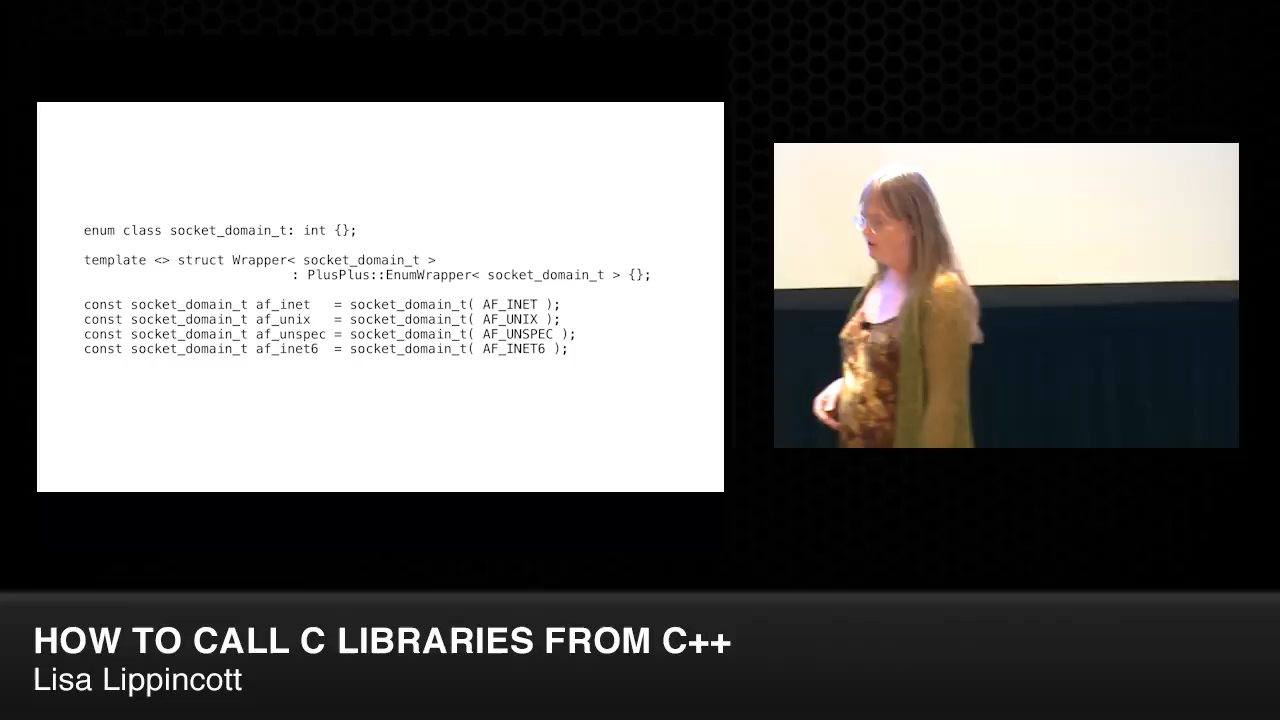 enum class socket_domain_t: int {};
template <> struct Wrapper< socket_domain_t >
: PlusPlus::EnumWrapper< socket_domain_t > {};
const socket_domain_t af_inet   = socket_domain_t( AF_INET );
const socket_domain_t af_unix   = socket_domain_t( AF_UNIX );
const socket_domain_t af_unspec = socket_domain_t( AF_UNSPEC );
const socket_domain_t af_inet6  = socket_domain_t( AF_INET6 );
HOW TO CALL C LIBRARIES FROM C++
Lisa Lippincott